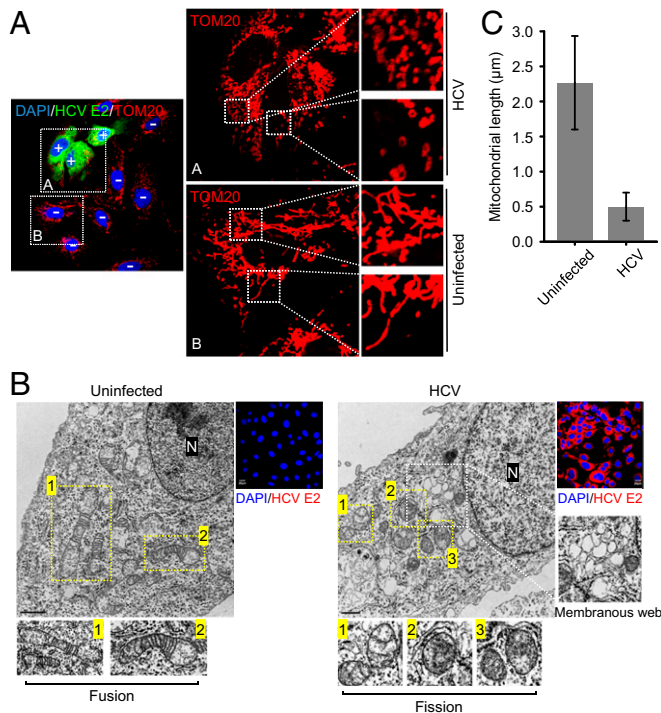 A
C
DAPI/HCV E2/TOM20
+
+
+
-
-
-
-
-
-
-
A
B
TOM20
A
HCV
TOM20
B
Uninfected
Mitochondrial length (µm)
3.0
2.5
2.0
1.5
1.0
0.5
0.0
Uninfected
HCV
B
Uninfected
N
1
2
DAPI/HCV E2
1
2
Fusion
HCV
N
1
2
3
DAPI/HCV E2
Membranous web
1
2
3
Fission